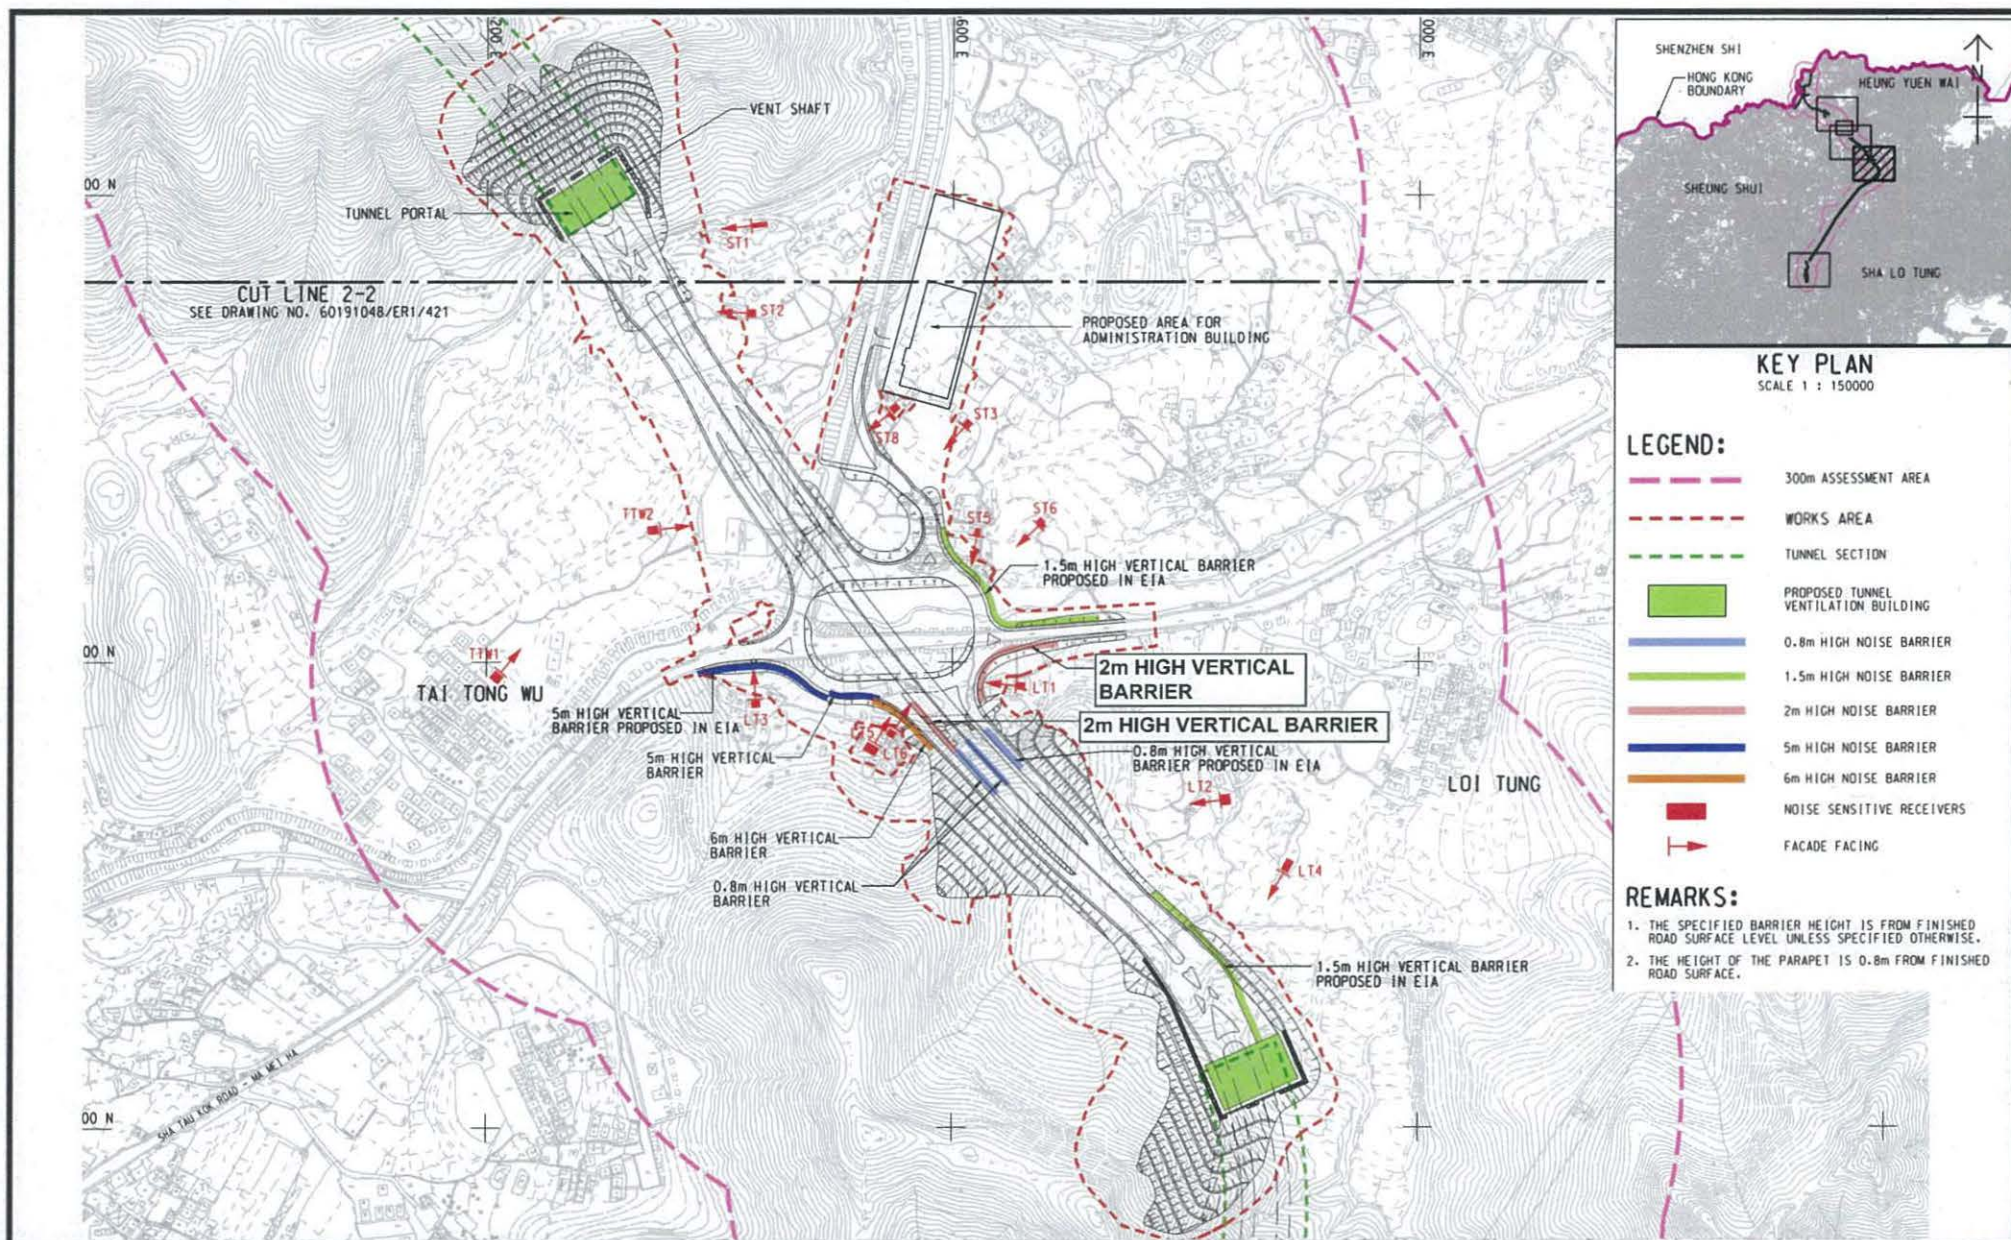 200 E
600 E
000 E
VENT SHAFT
00 N
TUNNEL PORTAL
ST1
CUT LINE 2-2
SEE DRAWING NO. 60191048/ER1/421
ST2
PROPOSED AREA FOR
ADMINISTRATION BUILDING
ST3
ST8
TTW2
ST5
ST6
1.5m HIGH VERTICAL BARRIER
PROPOSED IN EIA
00 N
TTW1
TAI TONG WU
2m HIGH VERTICAL
BARRIER
LT1
5m HIGH VERTICAL
BARRIER PROPOSED IN EIA
LT3
2m HIGH VERTICAL BARRIER
5m HIGH VERTICAL
BARRIER
LT6
0.8m HIGH VERTICAL
BARRIER PROPOSED IN EIA
LT2
LOI TUNG
6m HIGH VERTICAL
BARRIER
0.8m HIGH VERTICAL
BARRIER
LT4
1.5m HIGH VERTICAL BARRIER
PROPOSED IN EIA
SHA TAU KOK ROAD - MA MEI HA
00 N
SHENZHEN SHI
HONG KONG
BOUNDARY
HEUNG YUEN WAI
N
SHEUNG SHUI
SHA LO TUNG
KEY PLAN
SCALE 1 : 150000
LEGEND:
300m ASSESSMENT AREA
WORKS AREA
TUNNEL SECTION
PROPOSED TUNNEL
VENTILATION BUILDING
0.8m HIGH NOISE BARRIER
1.5m HIGH NOISE BARRIER
2m HIGH NOISE BARRIER
5m HIGH NOISE BARRIER
6m HIGH NOISE BARRIER
NOISE SENSITIVE RECEIVERS
FACADE FACING
REMARKS:
1. THE SPECIFIED BARRIER HEIGHT IS FROM FINISHED
ROAD SURFACE LEVEL UNLESS SPECIFIED OTHERWISE.
2. THE HEIGHT OF THE PARAPET IS 0.8m FROM FINISHED
ROAD SURFACE.